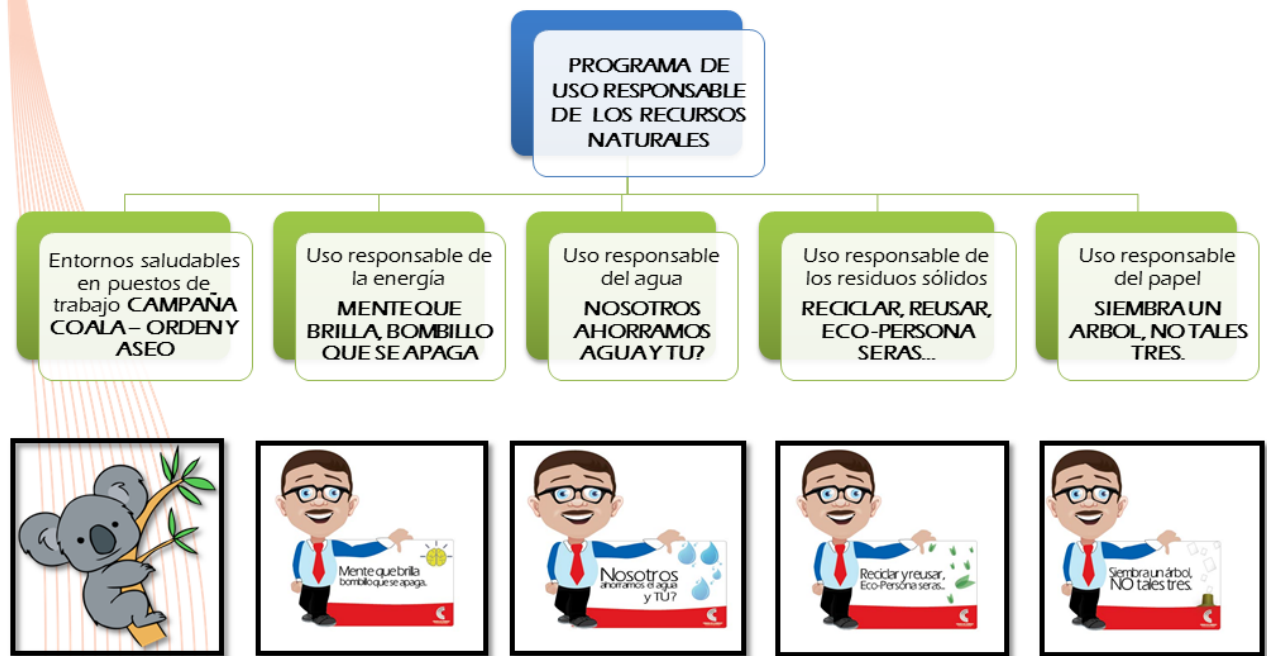 PROGRAMA DE
USO RESPONSABLE
DE LOS RECURSOS
NATURALES
Entornos saludables
en puestos de
trabajo CAMPAÑA
COALA – ORDEN Y
ASEO
Uso responsable de
la energía
MENTE QUE
BRILLA, BOMBILLO
QUE SE APAGA
Uso responsable
del agua
NOSOTROS
AHORRAMOS
AGUA Y TU?
Uso responsable de
los residuos sólidos
RECICLAR, REUSAR,
ECO-PERSONA
SERAS...
Uso responsable
del papel
SIEMBRA UN
ARBOL, NO TALES
TRES.
Mente que brilla
bombillo que se apaga.
Nosotros
ahorramos el agua
y TÚ?
Reciclar y reusar,
Eco-Persona seras...
Siembra un árbol,
NO tales tres.